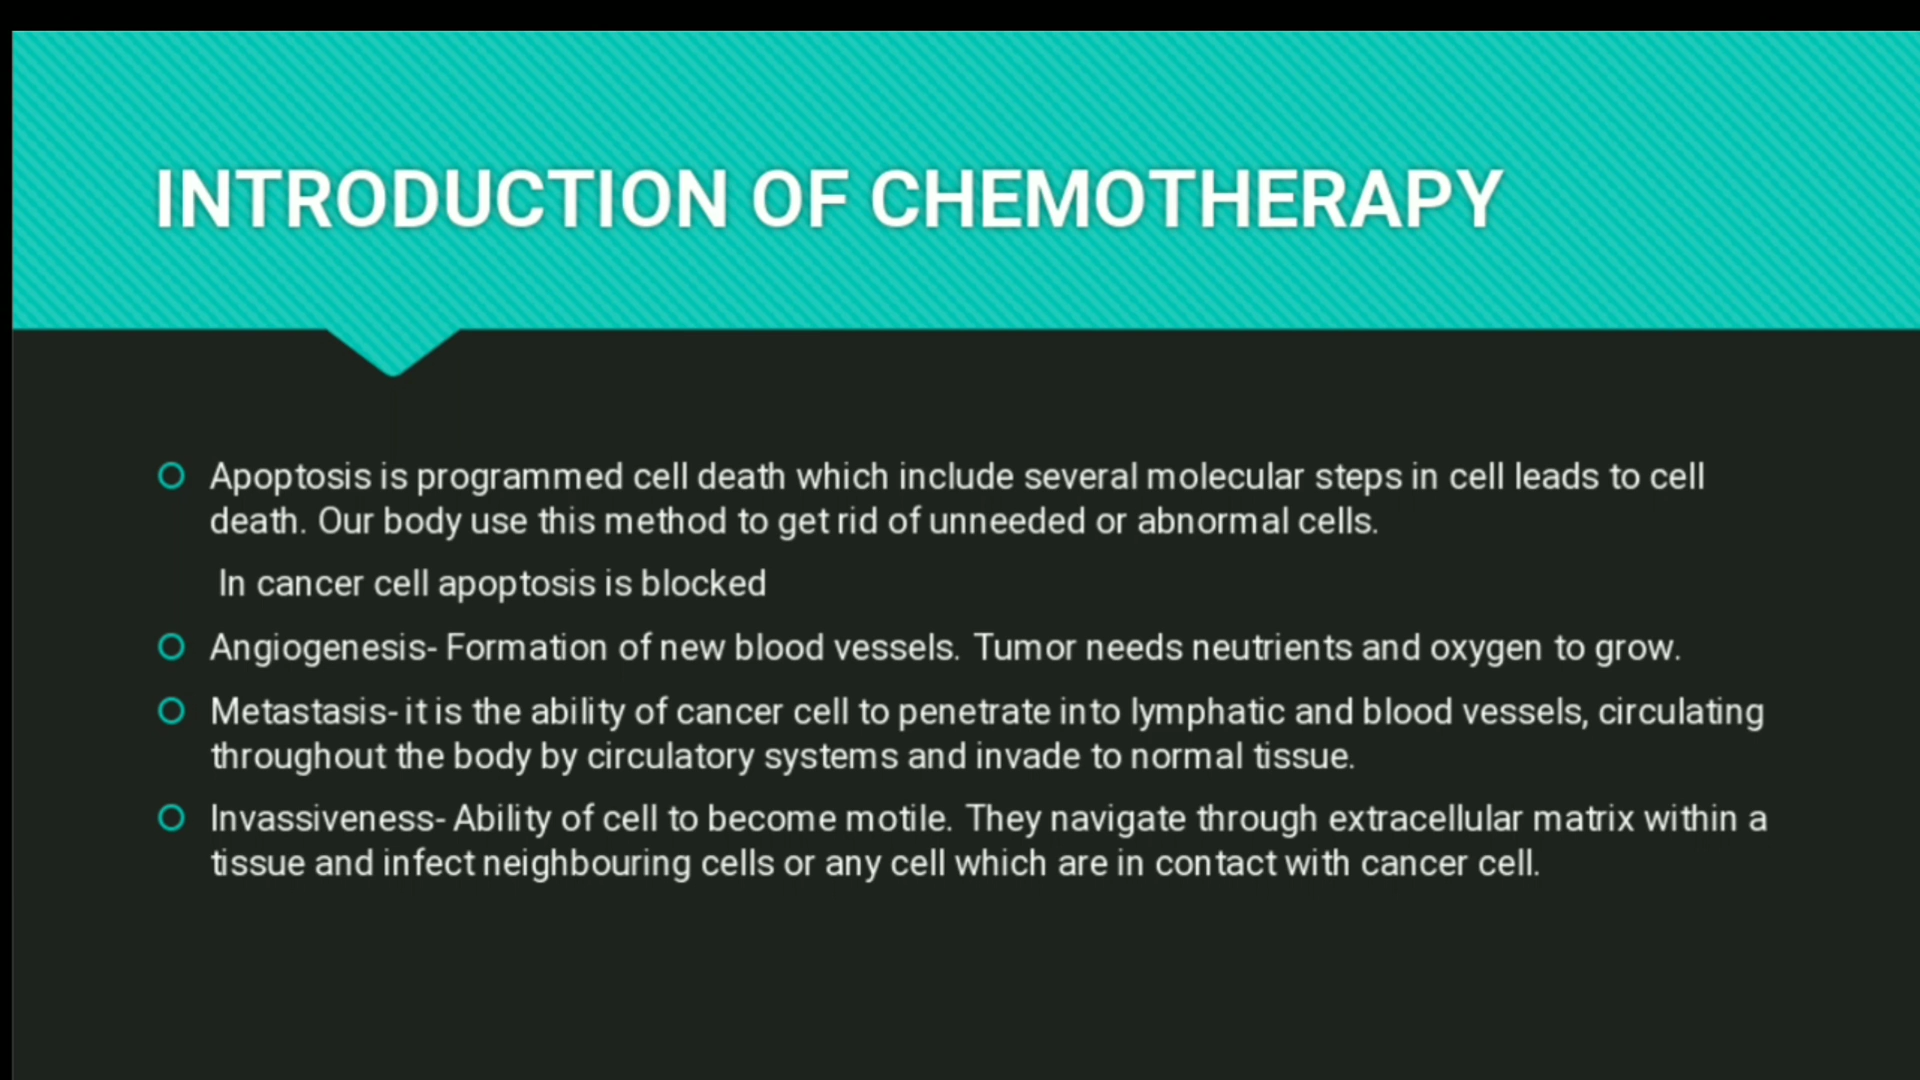 INTRODUCTION OF CHEMOTHERAPY
Apoptosis is programmed cell death which include several molecular steps in cell leads to cell
death. Our body use this method to get rid of unneeded or abnormal cells.
In cancer cell apoptosis is blocked
Angiogenesis- Formation of new blood vessels. Tumor needs neutrients and oxygen to grow.
Metastasis- it is the ability of cancer cell to penetrate into lymphatic and blood vessels, circulating
throughout the body by circulatory systems and invade to normal tissue.
Invassiveness- Ability of cell to become motile. They navigate through extracellular matrix within a
tissue and infect neighbouring cells or any cell which are in contact with cancer cell.